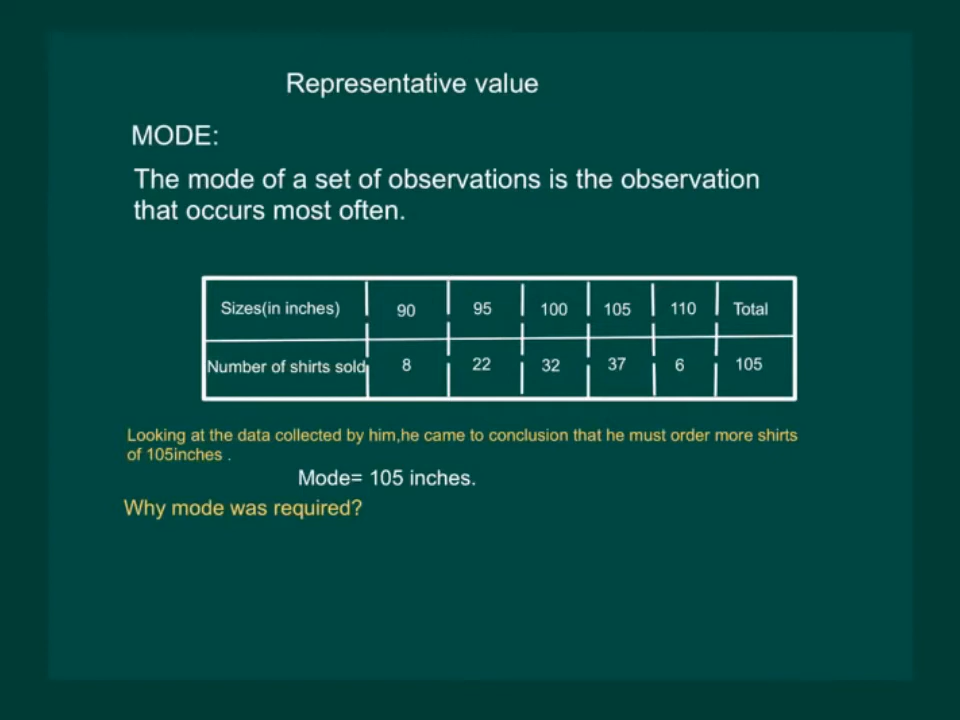 Representative value
MODE:
The mode of a set of observations is the observation
that occurs most often.
Sizes(in inches) 90 95 100 105 110 Total
Number of shirts sold 8 22 32 37 6 105
Looking at the data collected by him,he came to conclusion that he must order more shirts
of 105inches .
Mode= 105 inches.
Why mode was required?